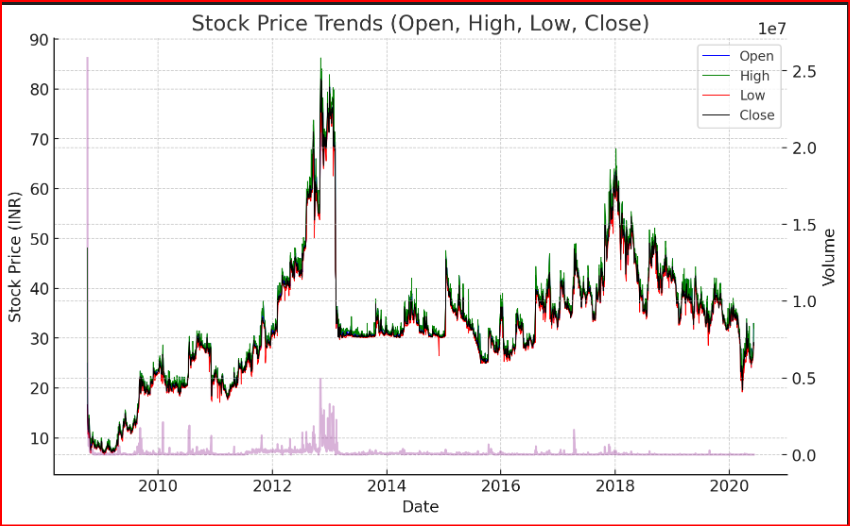 Stock Price Trends (Open, High, Low, Close)
1e7
90
80
70
60
50
40
30
20
10
Stock Price (INR)
Open
High
Low
Close
2.5
2.0
1.5
1.0
0.5
0.0
Volume
2010 2012 2014 2016 2018 2020
Date